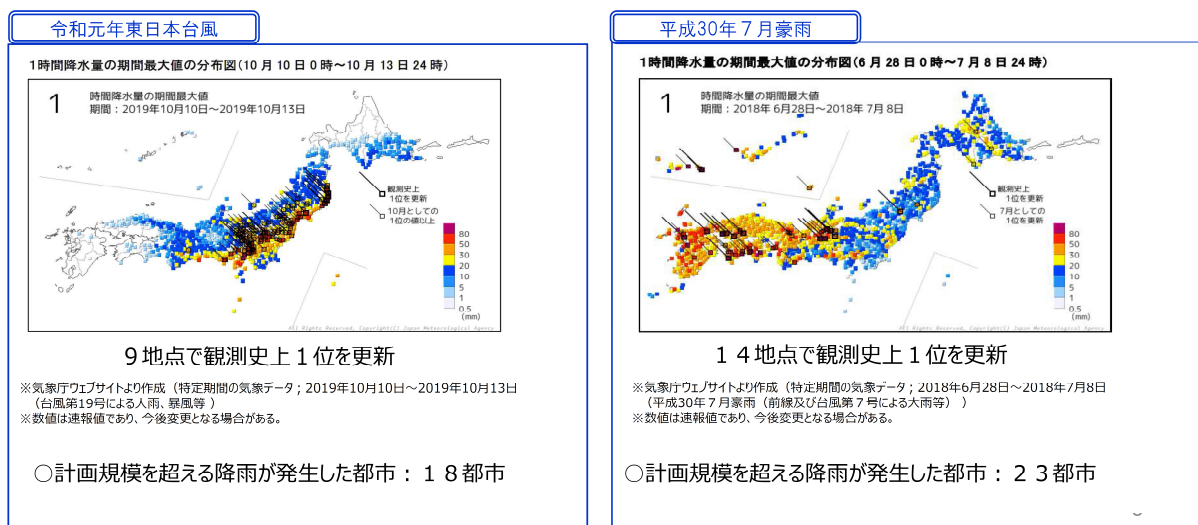 令和元年東日本台風
1時間降水量の期間最大値の分布図(10月10日0時～10月13日24時)
1 時間降水量の期間最大値
期間：2019年10月10日～2019年10月13日
観測史上
1位を更新
10月としての
1位の値以上
80
50
30
20
10
5
1
0.5
(mm)
All Rights Reserved, Copyright(C) Japan Meteorological Agency
９地点で観測史上１位を更新
※気象庁ウェブサイトより作成（特定期間の気象データ；2019年10月10日～2019年10月13日
（台風第19号による人雨、暴風等 ）
※数値は速報値であり、今後変更となる場合がある。
○計画規模を超える降雨が発生した都市：１８都市
平成30年７月豪雨
1時間降水量の期間最大値の分布図(6月28日0時～7月8日24時)
1 時間降水量の期間最大値
期間：2018年 6月28日～2018年 7月 8日
観測史上
1位を更新
7月としての
1位を更新
80
50
30
20
10
5
1
0.5
(mm)
All Rights Reserved, Copyright(C) Japan Meteorological Agency
１４地点で観測史上１位を更新
※気象庁ウェブサイトより作成（特定期間の気象データ；2018年6月28日～2018年7月8日
（平成30年７月豪雨（前線及び台風第７号による大雨等） ）
※数値は速報値であり、今後変更となる場合がある。
○計画規模を超える降雨が発生した都市：２３都市